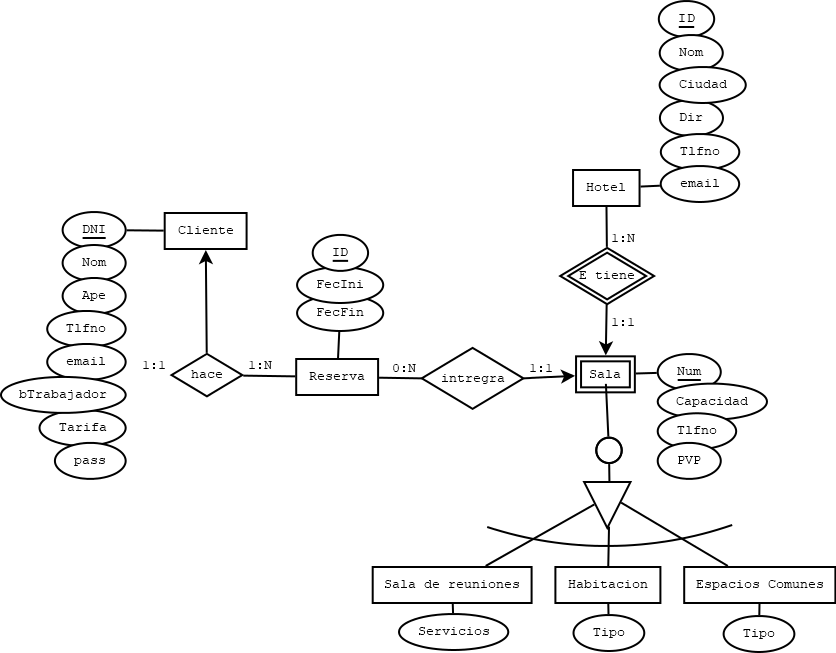 ID
Nom
Ciudad
Dir
Tlfno
email
Hotel
DNI
Nom
Ape
Tlfno
email
bTrabajador
Tarifa
pass
Cliente
ID
FecIni
FecFin
1:N
E tiene
1:1
1:1
hace
1:N
Reserva
0:N
intregra
1:1
Sala
Num
Capacidad
Tlfno
PVP
Sala de reuniones
Habitacion
Espacios Comunes
Servicios
Tipo
Tipo